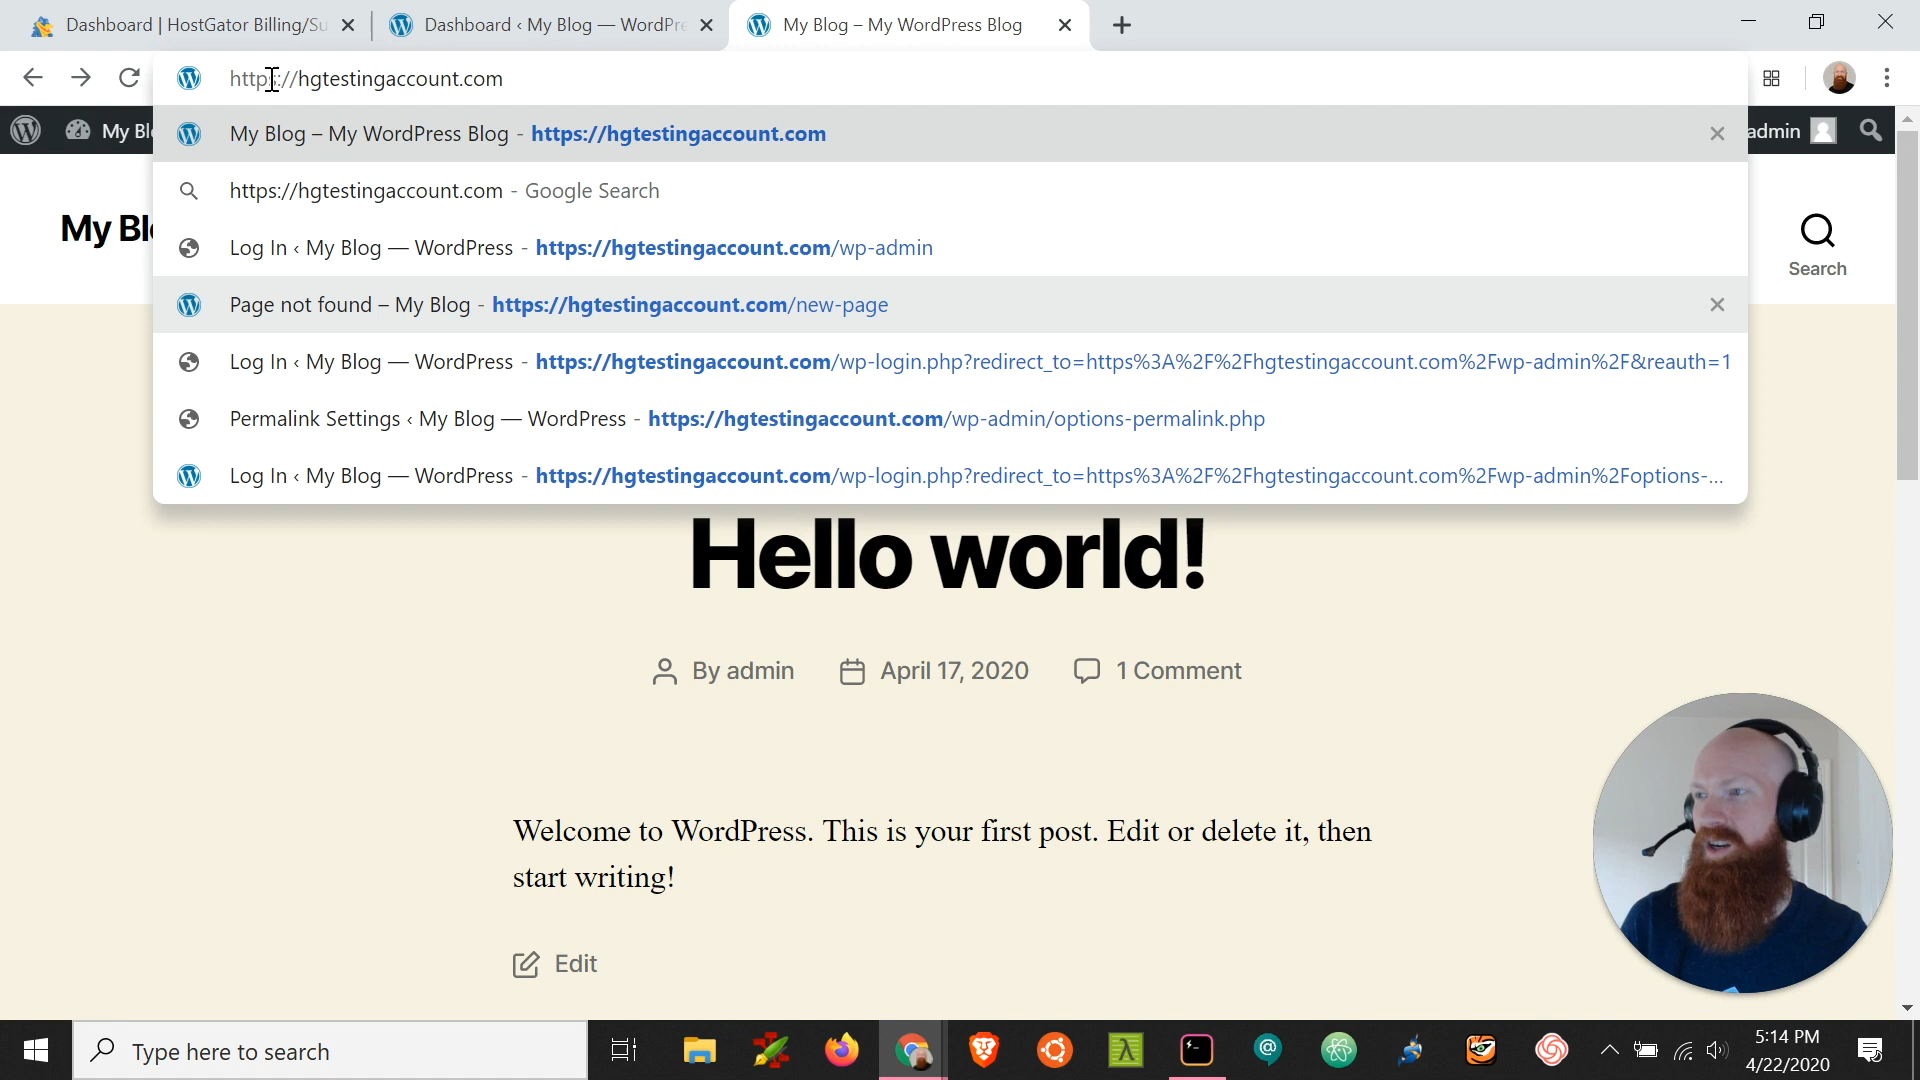 Dashboard | HostGator Billing/Su
Dashboard ‹ My Blog — WordPre
My Blog – My WordPress Blog
https://hgtestingaccount.com
My Blog – My WordPress Blog - https://hgtestingaccount.com
https://hgtestingaccount.com - Google Search
Log In ‹ My Blog — WordPress - https://hgtestingaccount.com/wp-admin
Page not found – My Blog - https://hgtestingaccount.com/new-page
Log In ‹ My Blog — WordPress - https://hgtestingaccount.com/wp-login.php?redirect_to=https%3A%2F%2Fhgtestingaccount.com%2Fwp-admin%2F&reauth=1
Permalink Settings ‹ My Blog — WordPress - https://hgtestingaccount.com/wp-admin/options-permalink.php
Log In ‹ My Blog — WordPress - https://hgtestingaccount.com/wp-login.php?redirect_to=https%3A%2F%2Fhgtestingaccount.com%2Fwp-admin%2Foptions-...
My Bl
admin
My Bl
Search
Hello world!
By admin April 17, 2020 1 Comment
Welcome to WordPress. This is your first post. Edit or delete it, then
start writing!
Edit
Type here to search
5:14 PM
4/22/2020